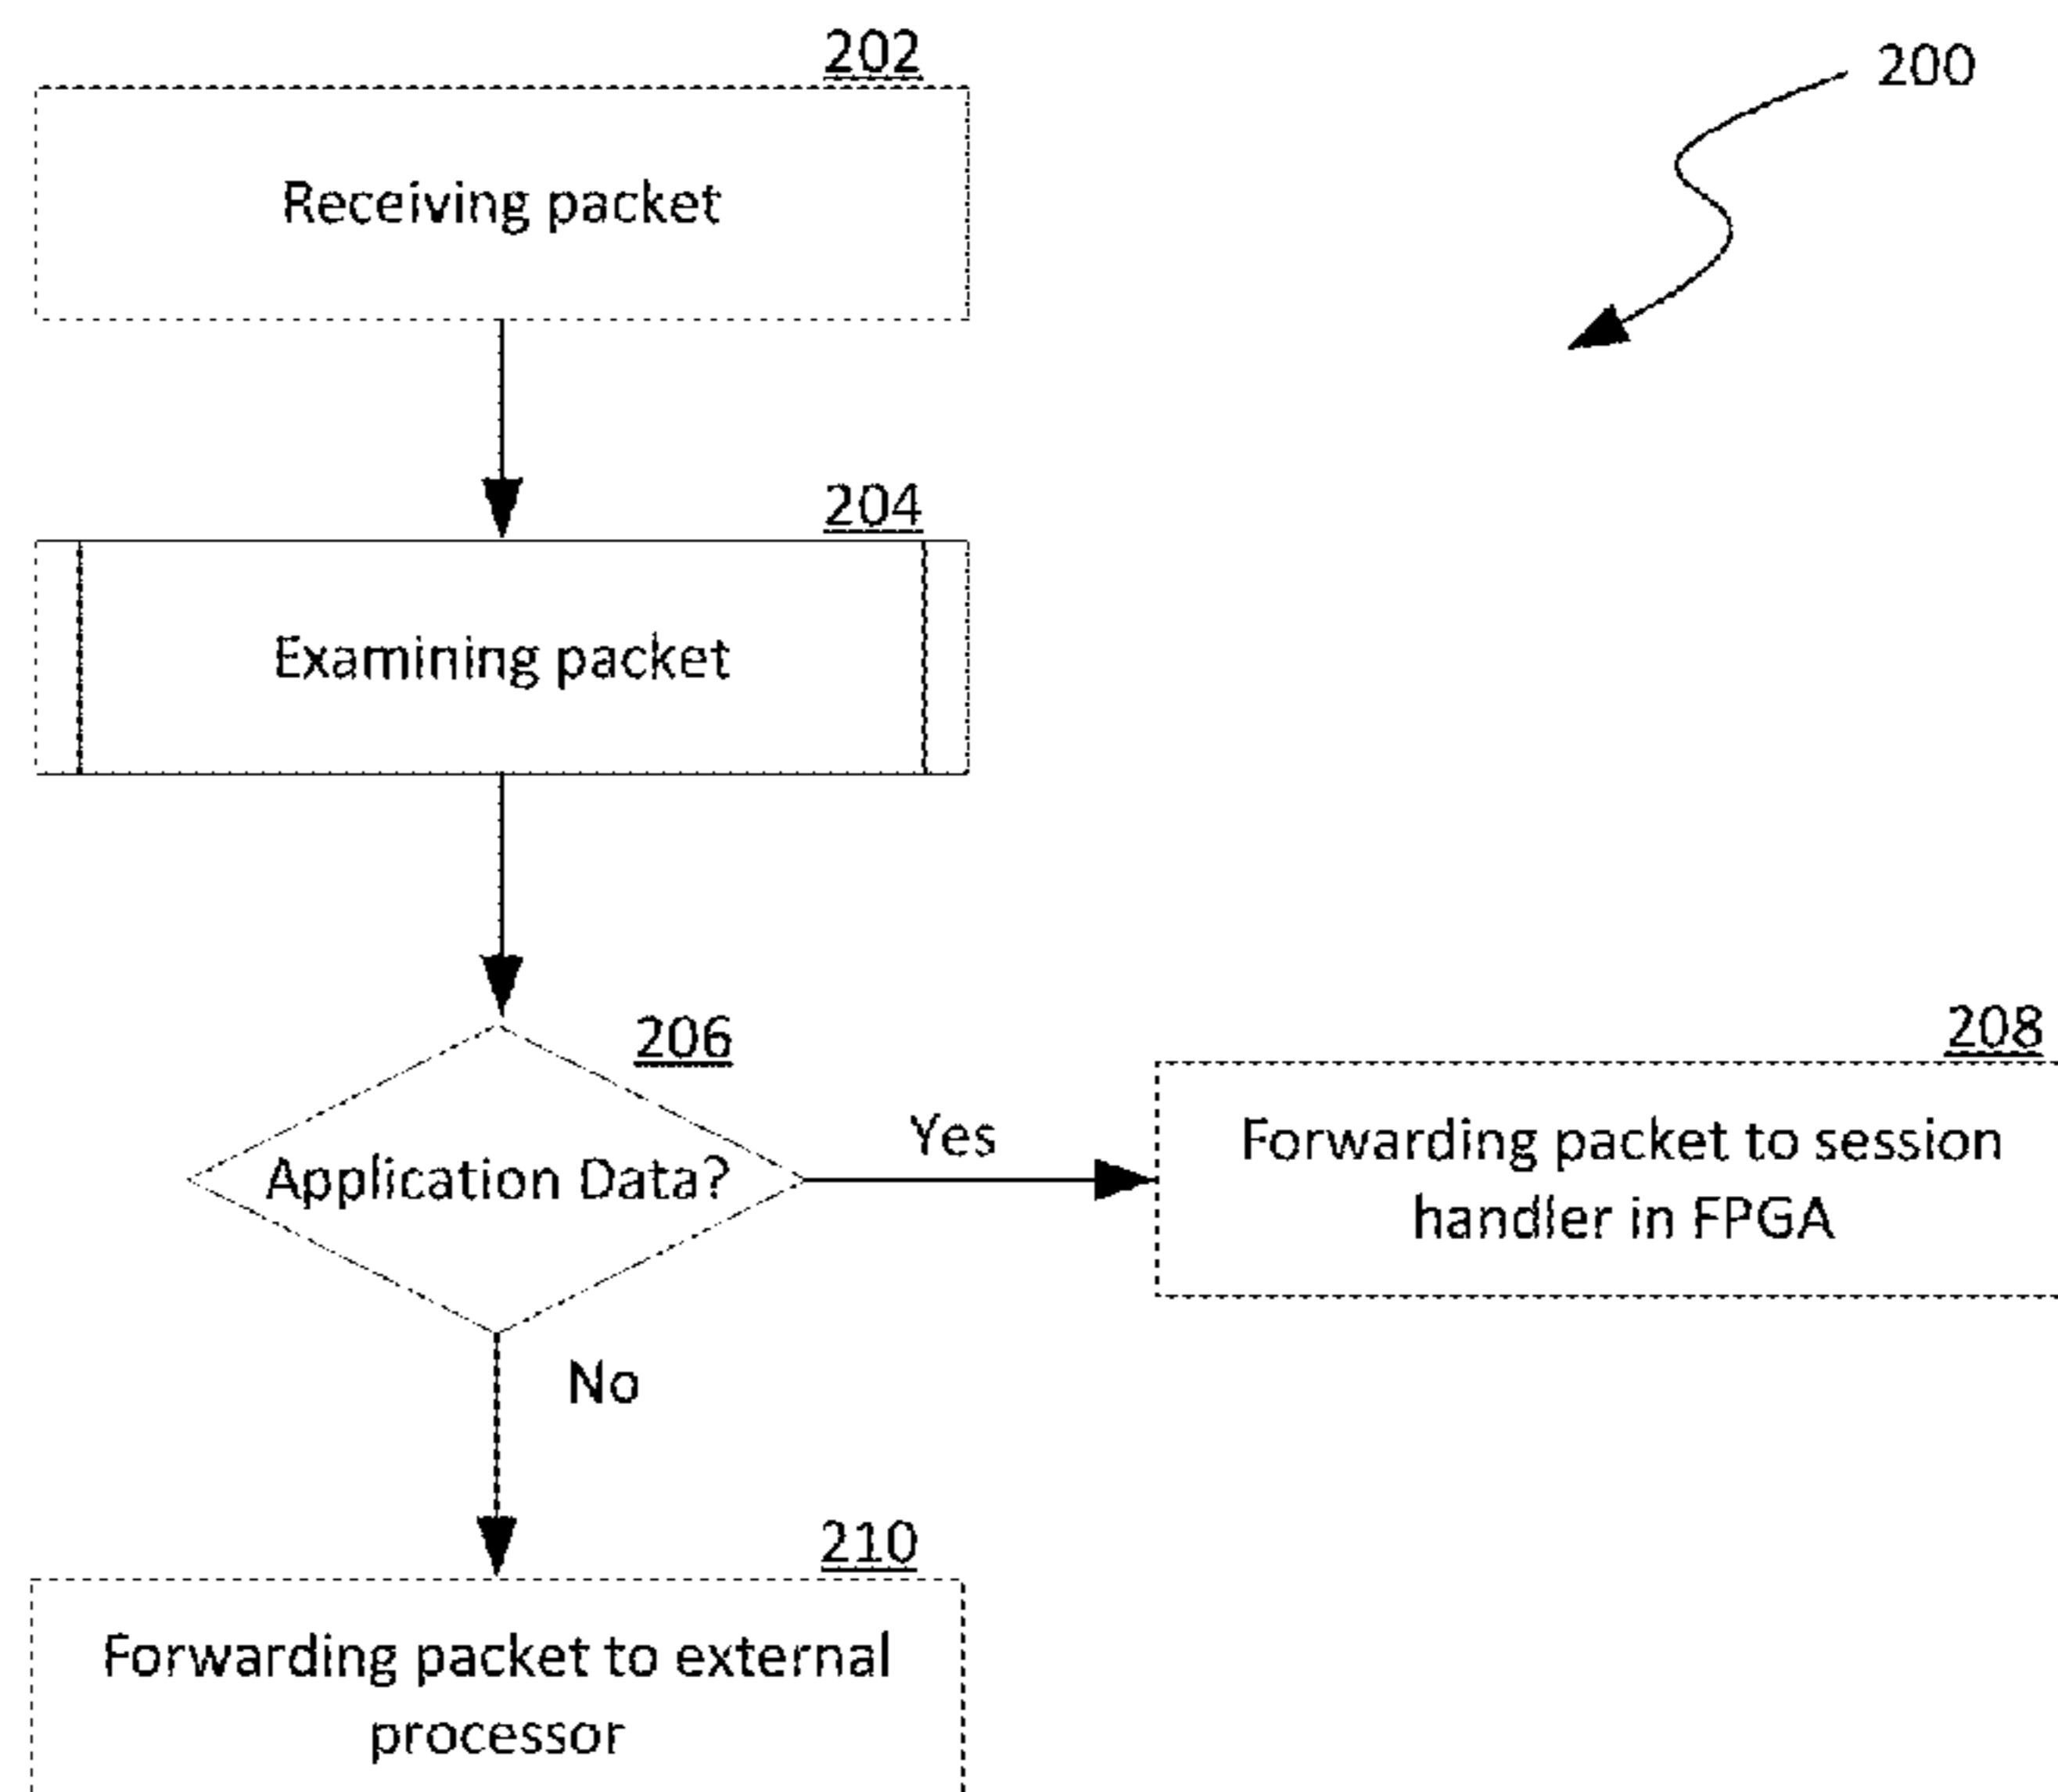 202
200
Receiving packet
204
Examining packet
206
Application Data?
Yes
208
Forwarding packet to session
handler in FPGA
No
210
Forwarding packet to external
processor